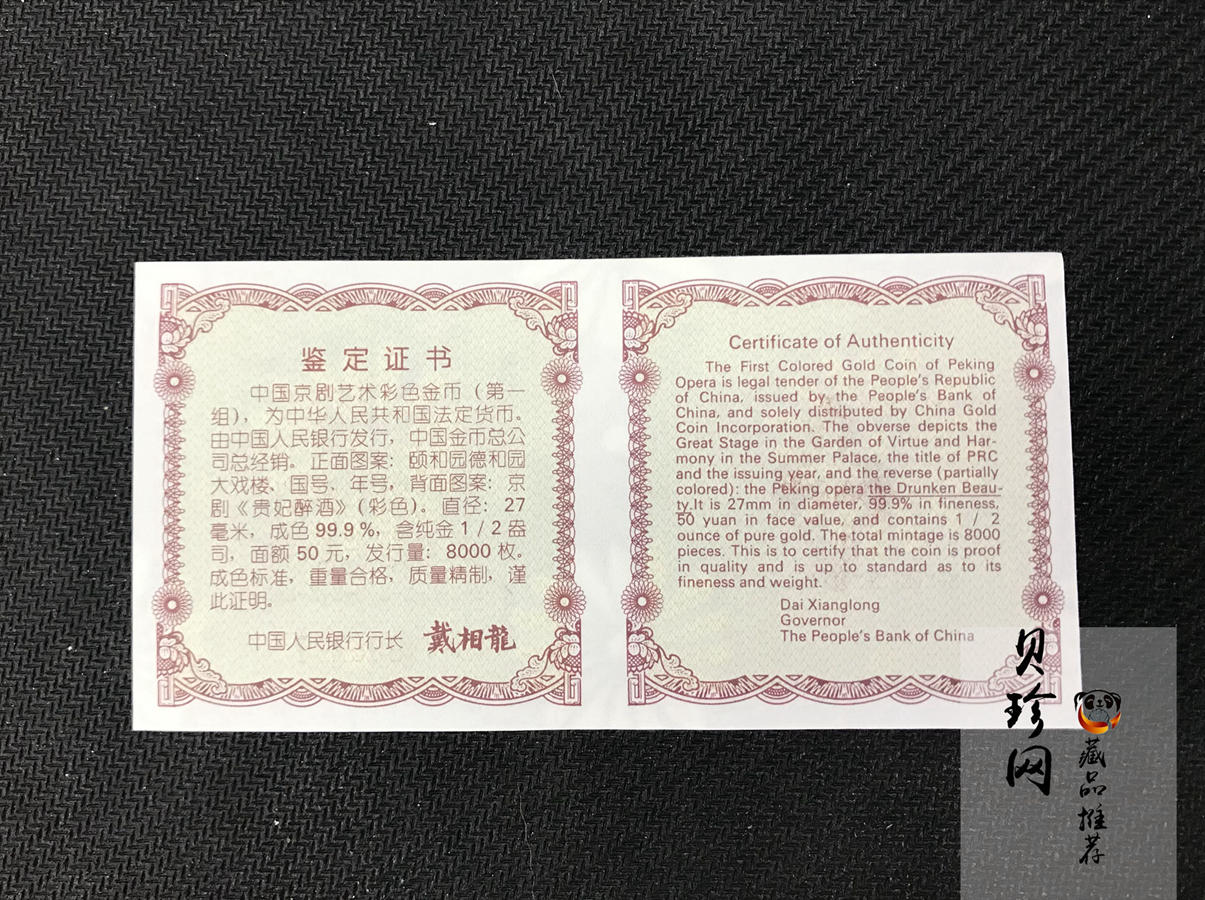 鉴定证书
中国京剧艺术彩色金币（第一
组），为中华人民共和国法定货币。
由中国人民银行发行，中国金币总公
司总经销。正面图案：颐和园德和园
大戏楼、国号、年号，背面图案：京
剧《贵妃醉酒》（彩色）。直径：27
毫米，成色99.9%，含纯金1/2盎
司，面额50元，发行量：8000枚。
成色标准，重量合格，质量精制，谨
此证明。
中国人民银行行长 戴相龍
Certificate of Authenticity
The First Colored Gold Coin of Peking
Opera is legal tender of the People's Republic
of China, issued by the People's Bank of
China, and solely distributed by China Gold
Coin Incorporation. The obverse depicts the
Great Stage in the Garden of Virtue and Har-
mony in the Summer Palace, the title of PRC
and the issuing year, and the reverse (partially
colored): the Peking opera the Drunken Beau-
ty.It is 27mm in diameter, 99.9% in fineness,
50 yuan in face value, and contains 1 / 2
ounce of pure gold. The total mintage is 8000
pieces. This is to certify that the coin is proof
in quality and is up to standard as to its
fineness and weight.
Dai Xianglong
Governor
The People's Bank of China
贝珍网
藏品推荐